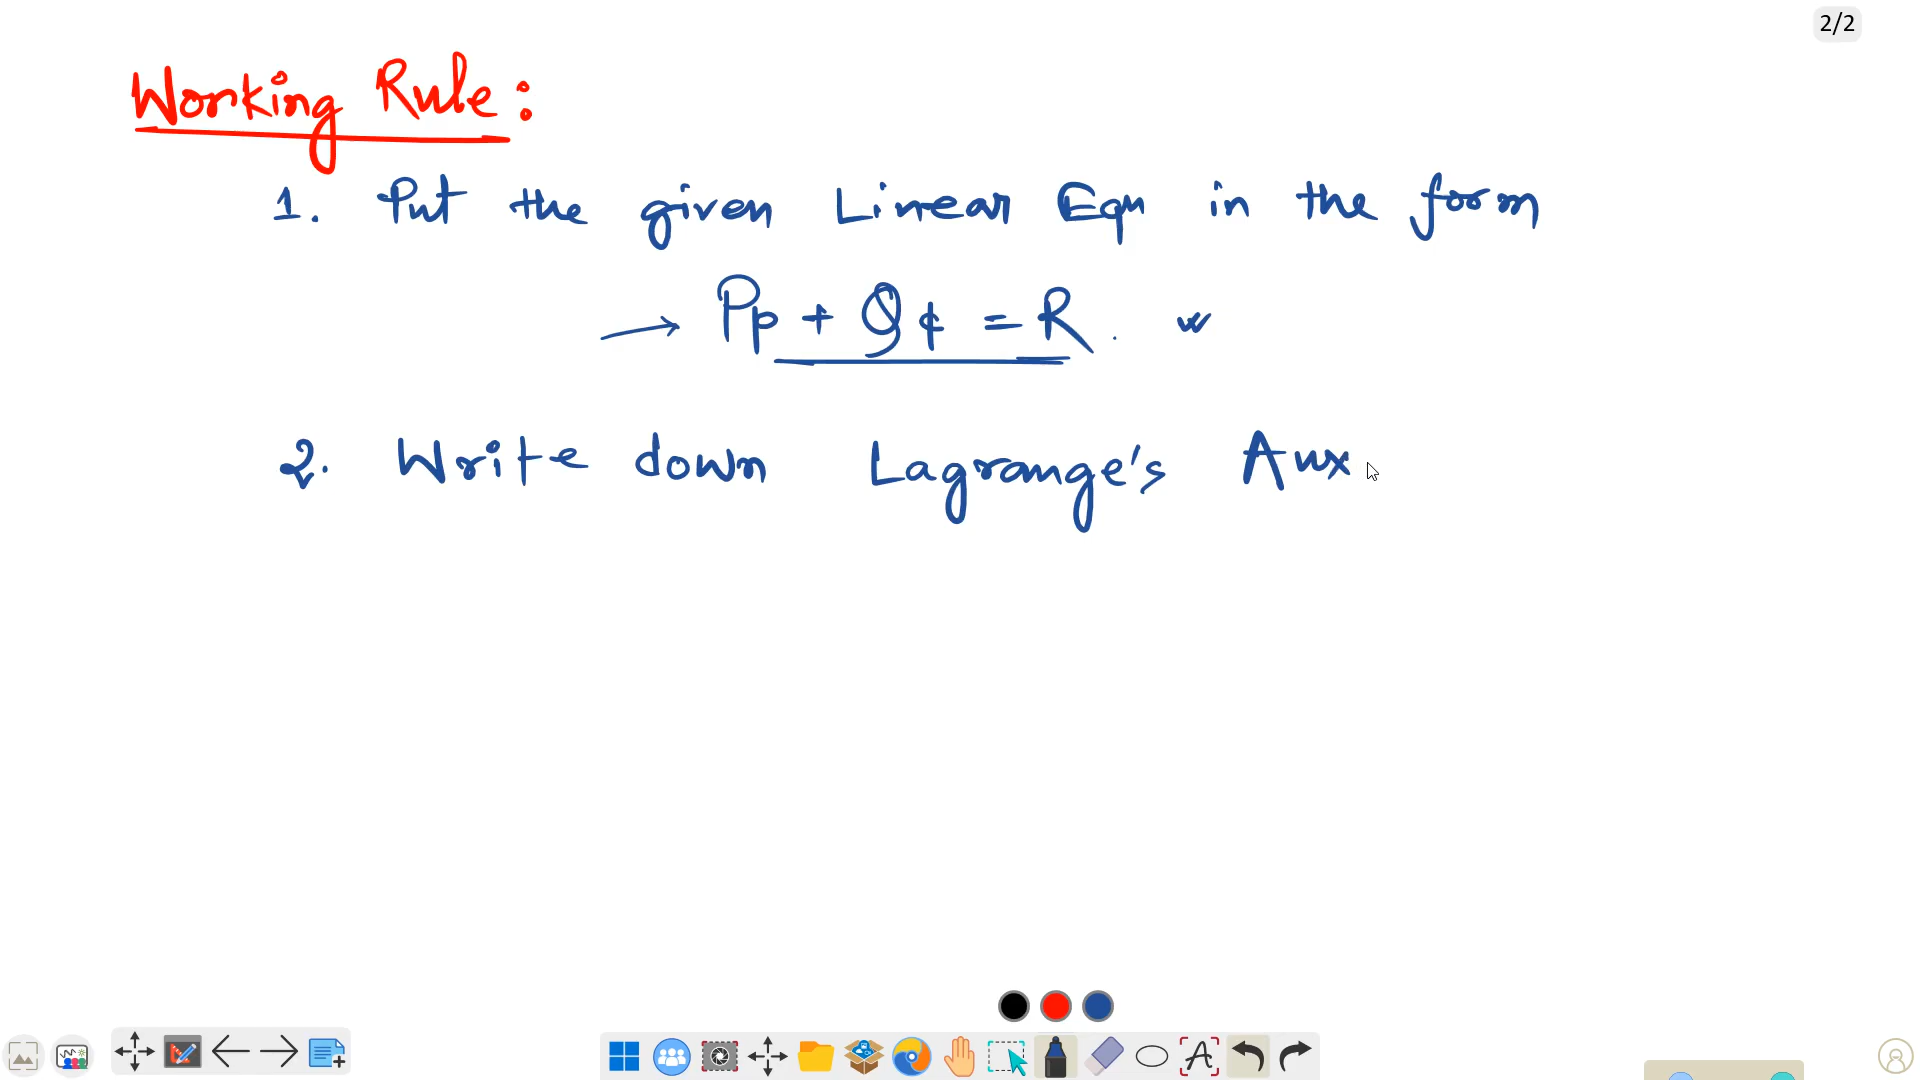 2/2
Working Rule:
1. Put the given Linear Eqn in the form
→ Pp + Qq = R.
2. Write down Lagrange's Aux